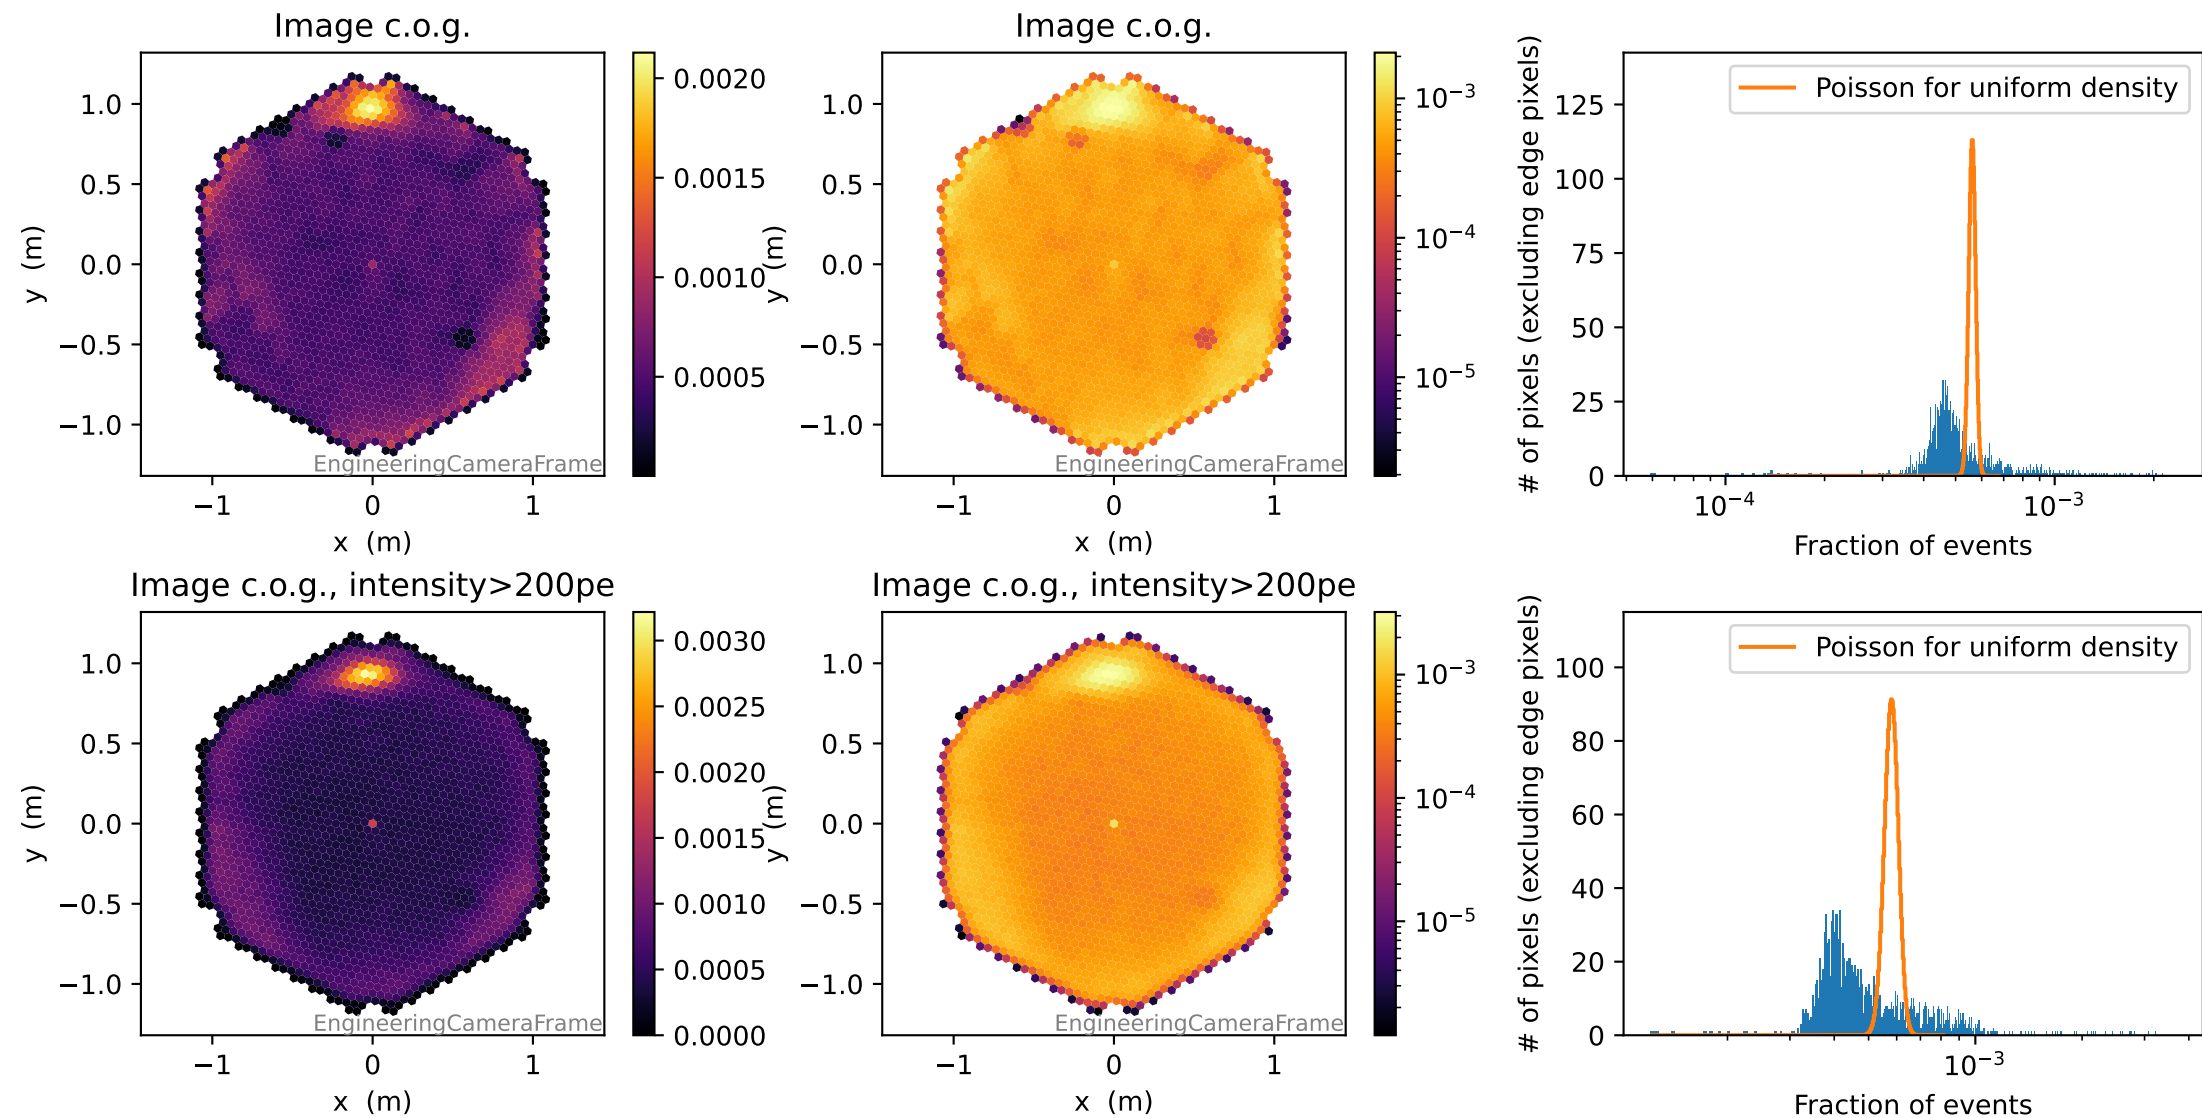 Image c.o.g.
1.0
0.5
0.0
−0.5
−1.0
y (m)
−1
0
1
x (m)
EngineeringCameraFrame
0.0020
0.0015
0.0010
0.0005
Image c.o.g.
1.0
0.5
0.0
−0.5
−1.0
y (m)
−1
0
1
x (m)
EngineeringCameraFrame
10⁻³
10⁻⁴
10⁻⁵
Poisson for uniform density
125
100
75
50
25
0
# of pixels (excluding edge pixels)
10⁻⁴
10⁻³
Fraction of events
Image c.o.g., intensity>200pe
1.0
0.5
0.0
−0.5
−1.0
y (m)
−1
0
1
x (m)
EngineeringCameraFrame
0.0030
0.0025
0.0020
0.0015
0.0010
0.0005
0.0000
Image c.o.g., intensity>200pe
1.0
0.5
0.0
−0.5
−1.0
y (m)
−1
0
1
x (m)
EngineeringCameraFrame
10⁻³
10⁻⁴
10⁻⁵
Poisson for uniform density
100
80
60
40
20
0
# of pixels (excluding edge pixels)
10⁻³
Fraction of events